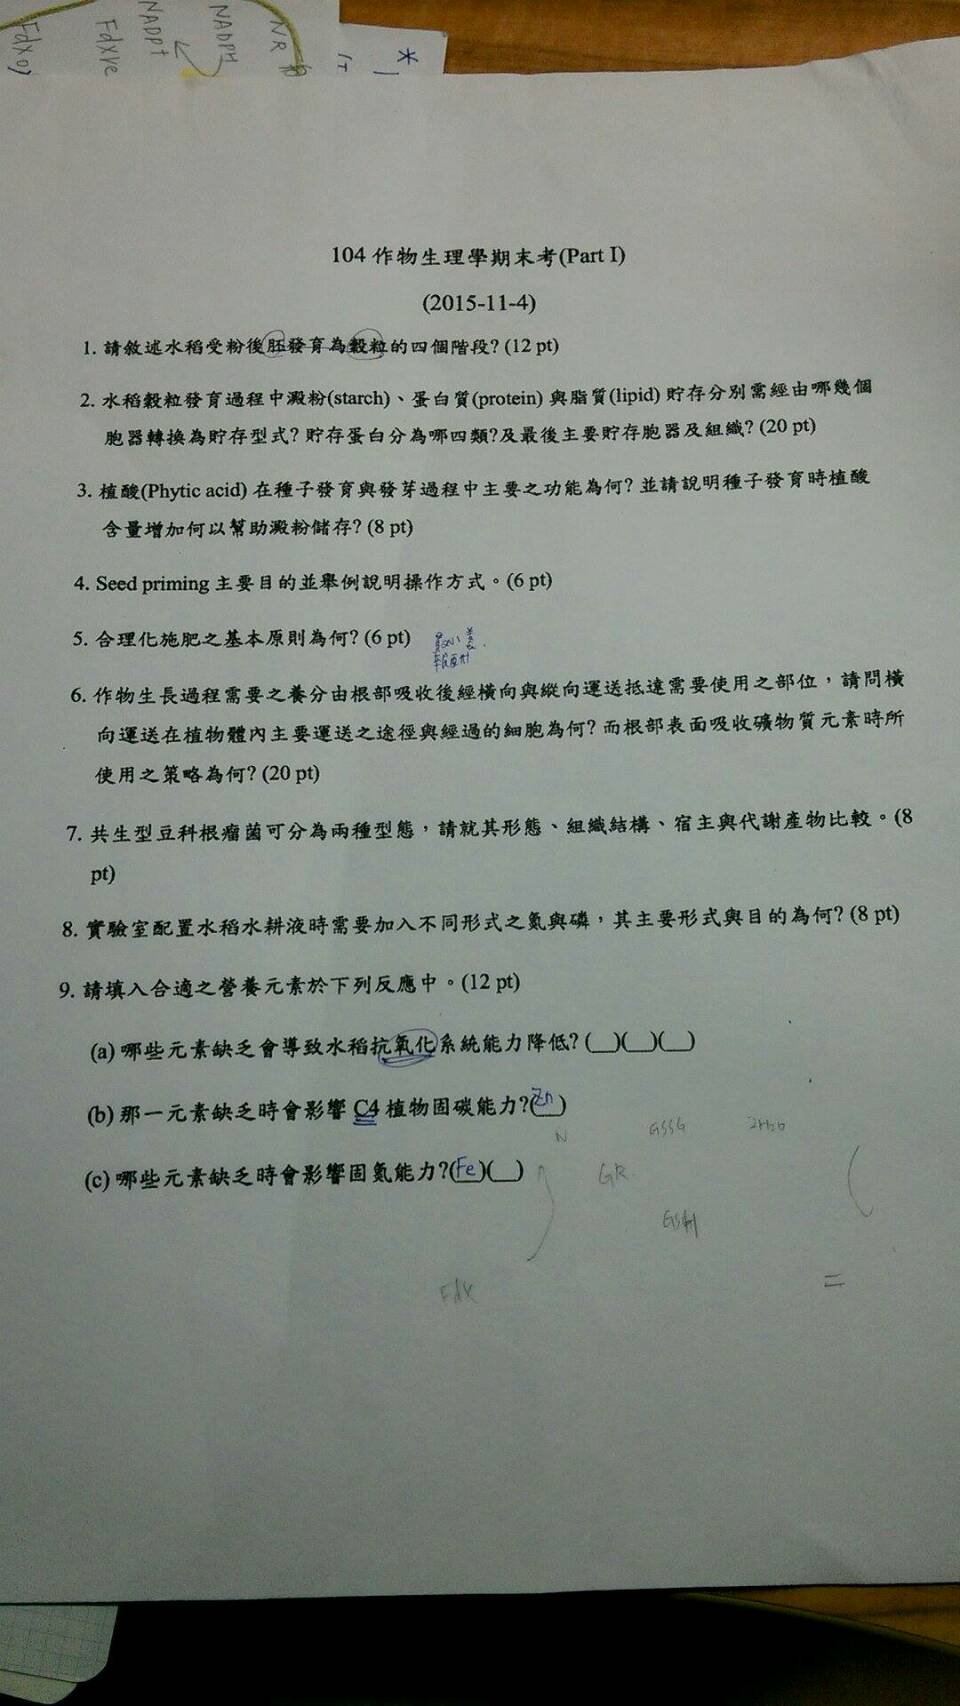 NR
NADPH
NADP+
Fdxre
Fdxox
*
104 作物生理學期末考(Part I)
(2015-11-4)
1. 請敘述水稻受粉後胚發育為穀粒的四個階段? (12 pt)
2. 水稻穀粒發育過程中澱粉(starch)、蛋白質(protein) 與脂質(lipid) 貯存分別需經由哪幾個
胞器轉換為貯存型式? 貯存蛋白分為哪四類?及最後主要貯存胞器及組織? (20 pt)
3. 植酸(Phytic acid) 在種子發育與發芽過程中主要之功能為何? 並請說明種子發育時植酸
含量增加何以幫助澱粉儲存? (8 pt)
4. Seed priming 主要目的並舉例說明操作方式。(6 pt)
5. 合理化施肥之基本原則為何? (6 pt)
6. 作物生長過程需要之養分由根部吸收後經橫向與縱向運送抵達需要使用之部位，請問橫
向運送在植物體內主要運送之途徑與經過的細胞為何? 而根部表面吸收礦物質元素時所
使用之策略為何? (20 pt)
7. 共生型豆科根瘤菌可分為兩種型態，請就其形態、組織結構、宿主與代謝產物比較。(8
pt)
8. 實驗室配置水稻水耕液時需要加入不同形式之氮與磷，其主要形式與目的為何? (8 pt)
9. 請填入合適之營養元素於下列反應中。(12 pt)
(a) 哪些元素缺乏會導致水稻抗氧化系統能力降低? (__)(__)(__)
(b) 那一元素缺乏時會影響 C4 植物固碳能力?(Zn)
N GSSG
(c) 哪些元素缺乏時會影響固氮能力?(Fe)(__)
GR
GSH
Fdx